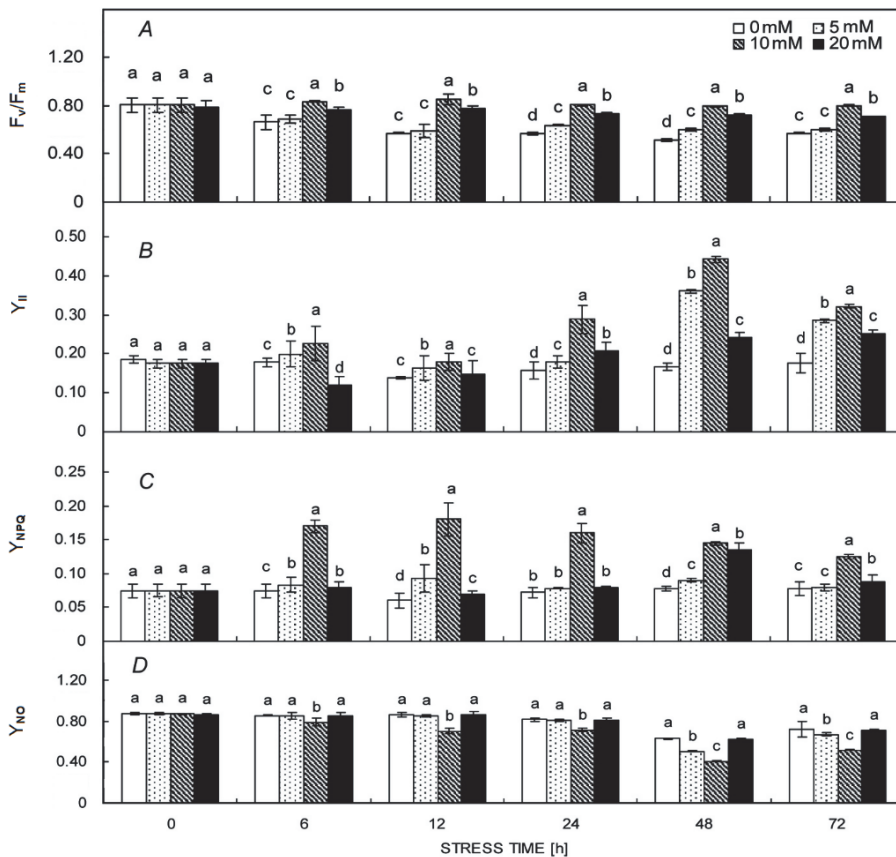 A
0 mM 5 mM
10 mM 20 mM
Fv/Fm
1.20
0.80
0.40
0
a a a a c c a b c c a b d c a b d c a b c c a b
B
YII
0.50
0.40
0.30
0.20
0.10
0
a a a a c b a d c b a c d c a b d b a c d b a c
C
YNPQ
0.25
0.20
0.15
0.10
0.05
0
a a a a c b a b d b a c b b a b d c a b c c a b
D
YNO
1.20
0.80
0.40
0
a a a a a a b a a a b a a a b a a b c a a b c a
0 6 12 24 48 72
STRESS TIME [h]